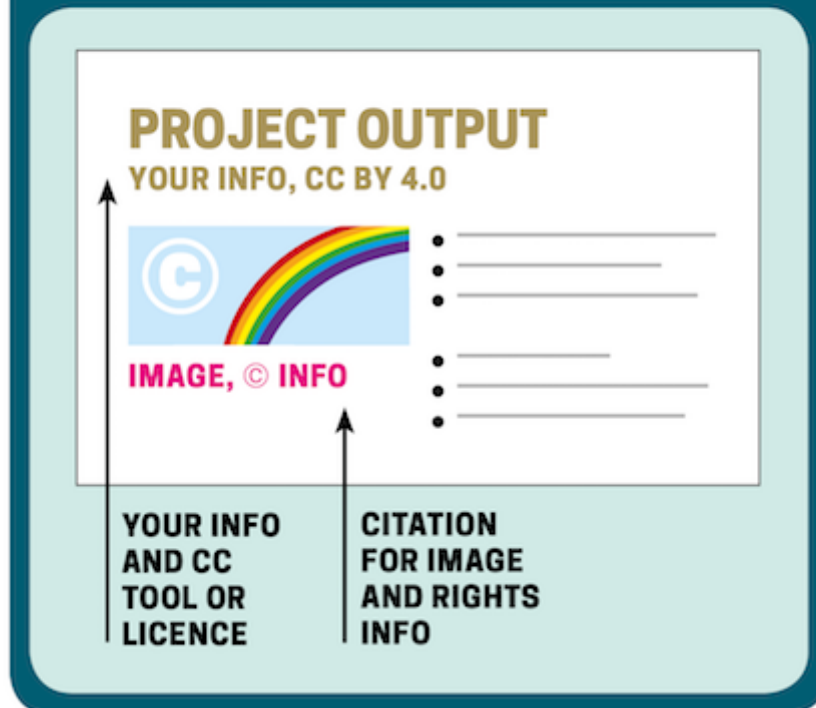 PROJECT OUTPUT
YOUR INFO, CC BY 4.0
©
IMAGE, © INFO
YOUR INFO
AND CC
TOOL OR
LICENCE
CITATION
FOR IMAGE
AND RIGHTS
INFO